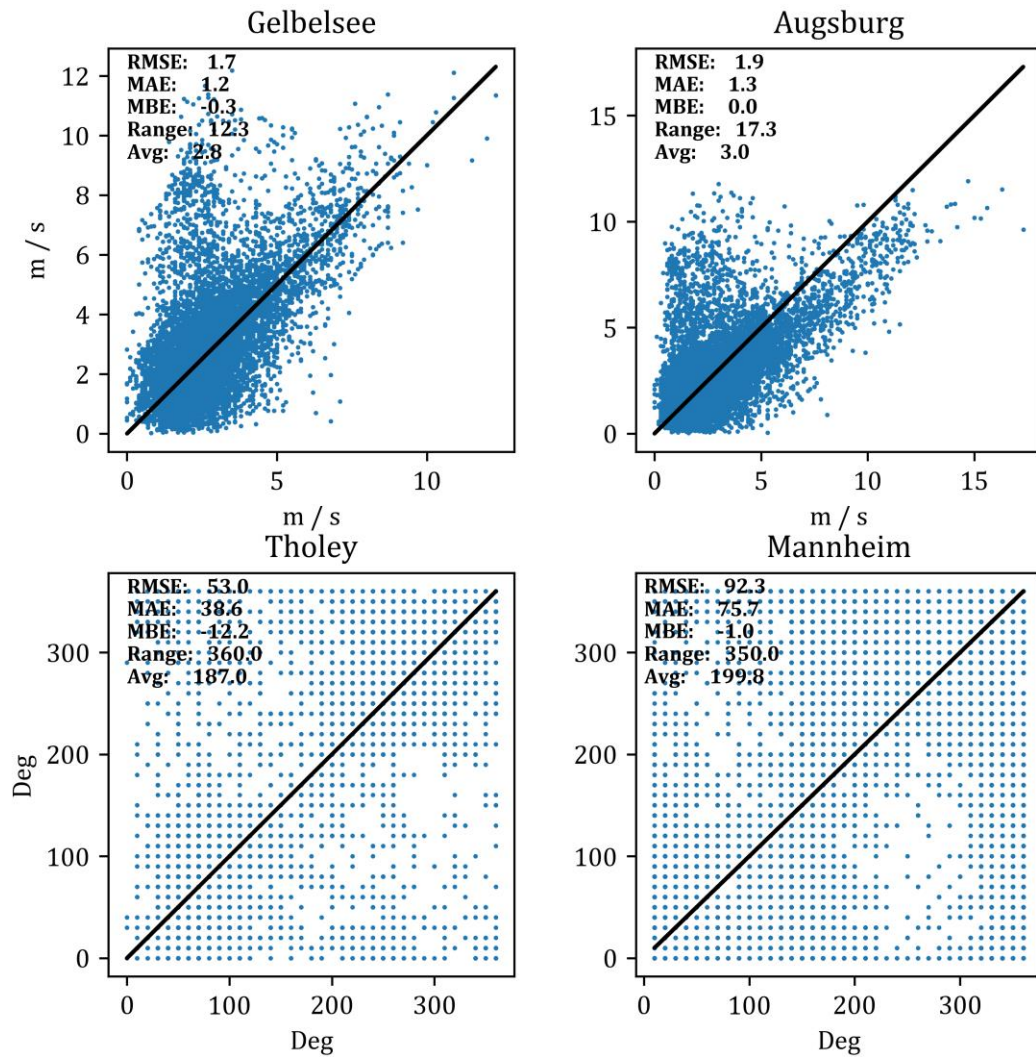 Gelbelsee
RMSE: 1.7
MAE: 1.2
MBE: -0.3
Range: 12.3
Avg: 2.8
12
10
8
6
4
2
0
m / s
0 5 10
m / s
Augsburg
RMSE: 1.9
MAE: 1.3
MBE: 0.0
Range: 17.3
Avg: 3.0
15
10
5
0
0 5 10 15
m / s
Tholey
RMSE: 53.0
MAE: 38.6
MBE: -12.2
Range: 360.0
Avg: 187.0
300
200
100
0
Deg
0 100 200 300
Deg
Mannheim
RMSE: 92.3
MAE: 75.7
MBE: -1.0
Range: 350.0
Avg: 199.8
300
200
100
0
0 100 200 300
Deg